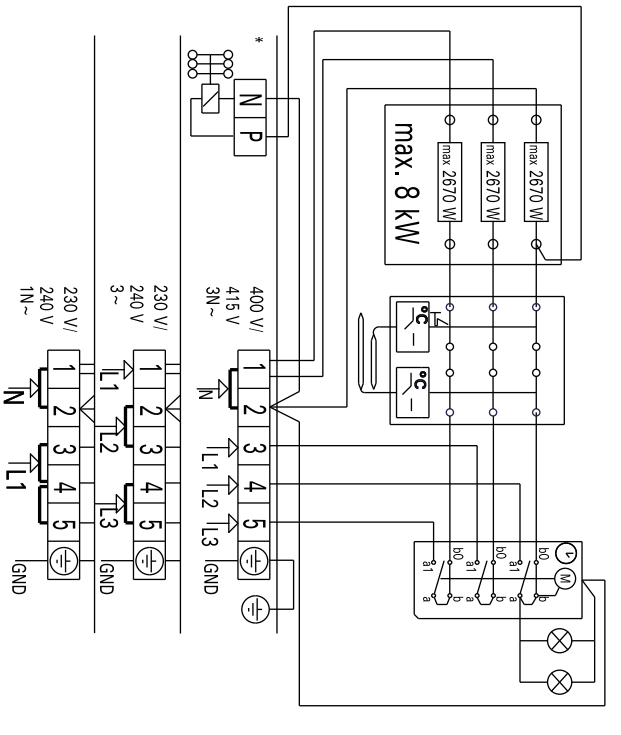 *
N P
max. 8 kW
max 2670 W
max 2670 W
max 2670 W
°C
°C
400 V/
415 V
3N~
1 2 3 4 5
N
L1
L2
L3
GND
230 V/
240 V
3~
1 2 3 4 5
L1
L2
L3
GND
230 V/
240 V
1N~
1 2 3 4 5
N
L1
GND
1
M
b0
a1
b
a
b0
a1
b
a
b0
a1
b
a